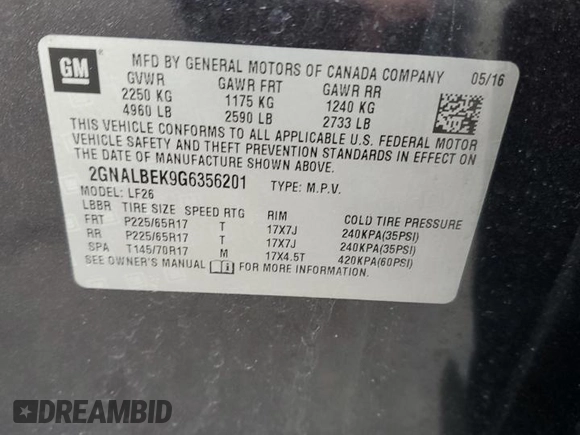 GM
MFD BY GENERAL MOTORS OF CANADA COMPANY 05/16
GVWR GAWR FRT GAWR RR
2250 KG 1175 KG 1240 KG
4960 LB 2590 LB 2733 LB
THIS VEHICLE CONFORMS TO ALL APPLICABLE U.S. FEDERAL MOTOR
VEHICLE SAFETY AND THEFT PREVENTION STANDARDS IN EFFECT ON
THE DATE OF MANUFACTURE SHOWN ABOVE.
2GNALBEK9G6356201 TYPE: M.P.V.
MODEL: LF26
LBBR TIRE SIZE SPEED RTG RIM COLD TIRE PRESSURE
FRT P225/65R17 T 17X7J 240KPA(35PSI)
RR P225/65R17 T 17X7J 240KPA(35PSI)
SPA T145/70R17 M 17X4.5T 420KPA(60PSI)
SEE OWNER'S MANUAL FOR MORE INFORMATION.
DREAMBID